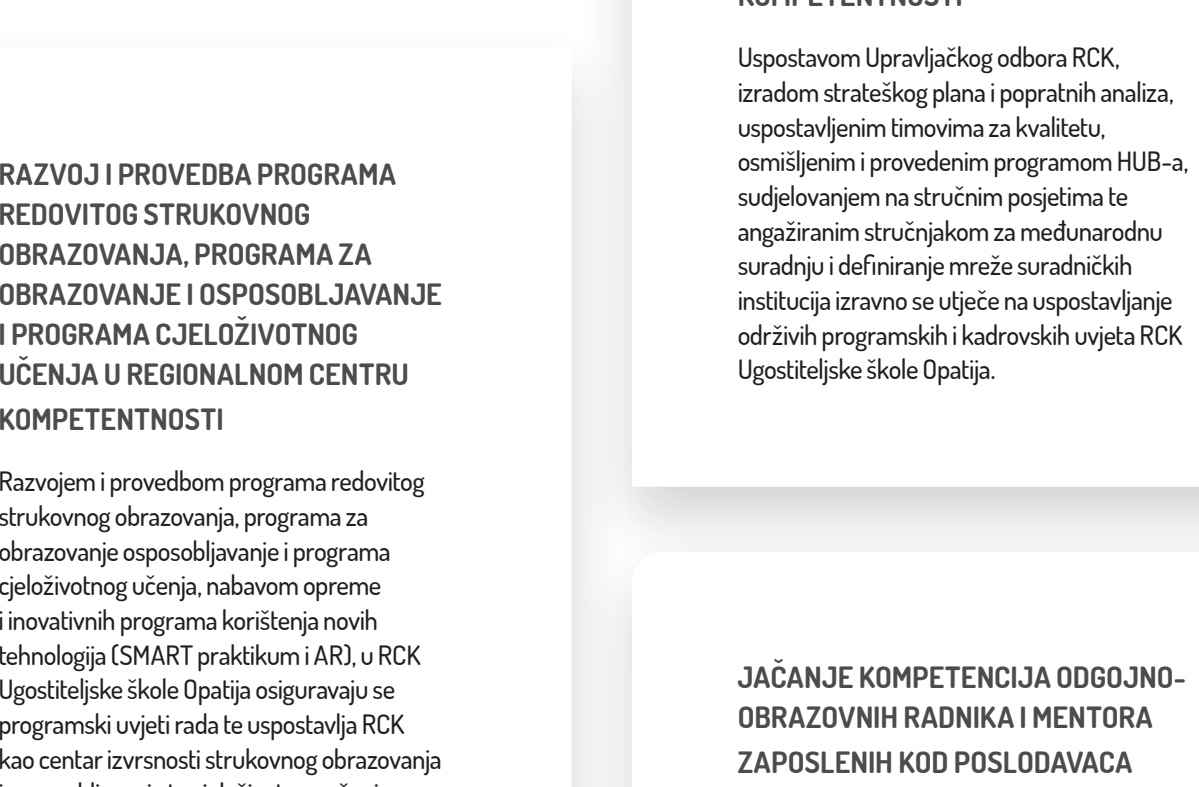 RAZVOJ I PROVEDBA PROGRAMA
REDOVITOG STRUKOVNOG
OBRAZOVANJA, PROGRAMA ZA
OBRAZOVANJE I OSPOSOBLJAVANJE
I PROGRAMA CJELOŽIVOTNOG
UČENJA U REGIONALNOM CENTRU
KOMPETENTNOSTI
Razvojem i provedbom programa redovitog
strukovnog obrazovanja, programa za
obrazovanje osposobljavanje i programa
cjeloživotnog učenja, nabavom opreme
i inovativnih programa korištenja novih
tehnologija (SMART praktikum i AR), u RCK
Ugostiteljske škole Opatija osiguravaju se
programski uvjeti rada te uspostavlja RCK
kao centar izvrsnosti strukovnog obrazovanja
KOMPETENTNOSTI
Uspostavom Upravljačkog odbora RCK,
izradom strateškog plana i popratnih analiza,
uspostavljenim timovima za kvalitetu,
osmišljenim i provedenim programom HUB-a,
sudjelovanjem na stručnim posjetima te
angažiranim stručnjakom za međunarodnu
suradnju i definiranje mreže suradničkih
institucija izravno se utječe na uspostavljanje
održivih programskih i kadrovskih uvjeta RCK
Ugostiteljske škole Opatija.
JAČANJE KOMPETENCIJA ODGOJNO-
OBRAZOVNIH RADNIKA I MENTORA
ZAPOSLENIH KOD POSLODAVACA